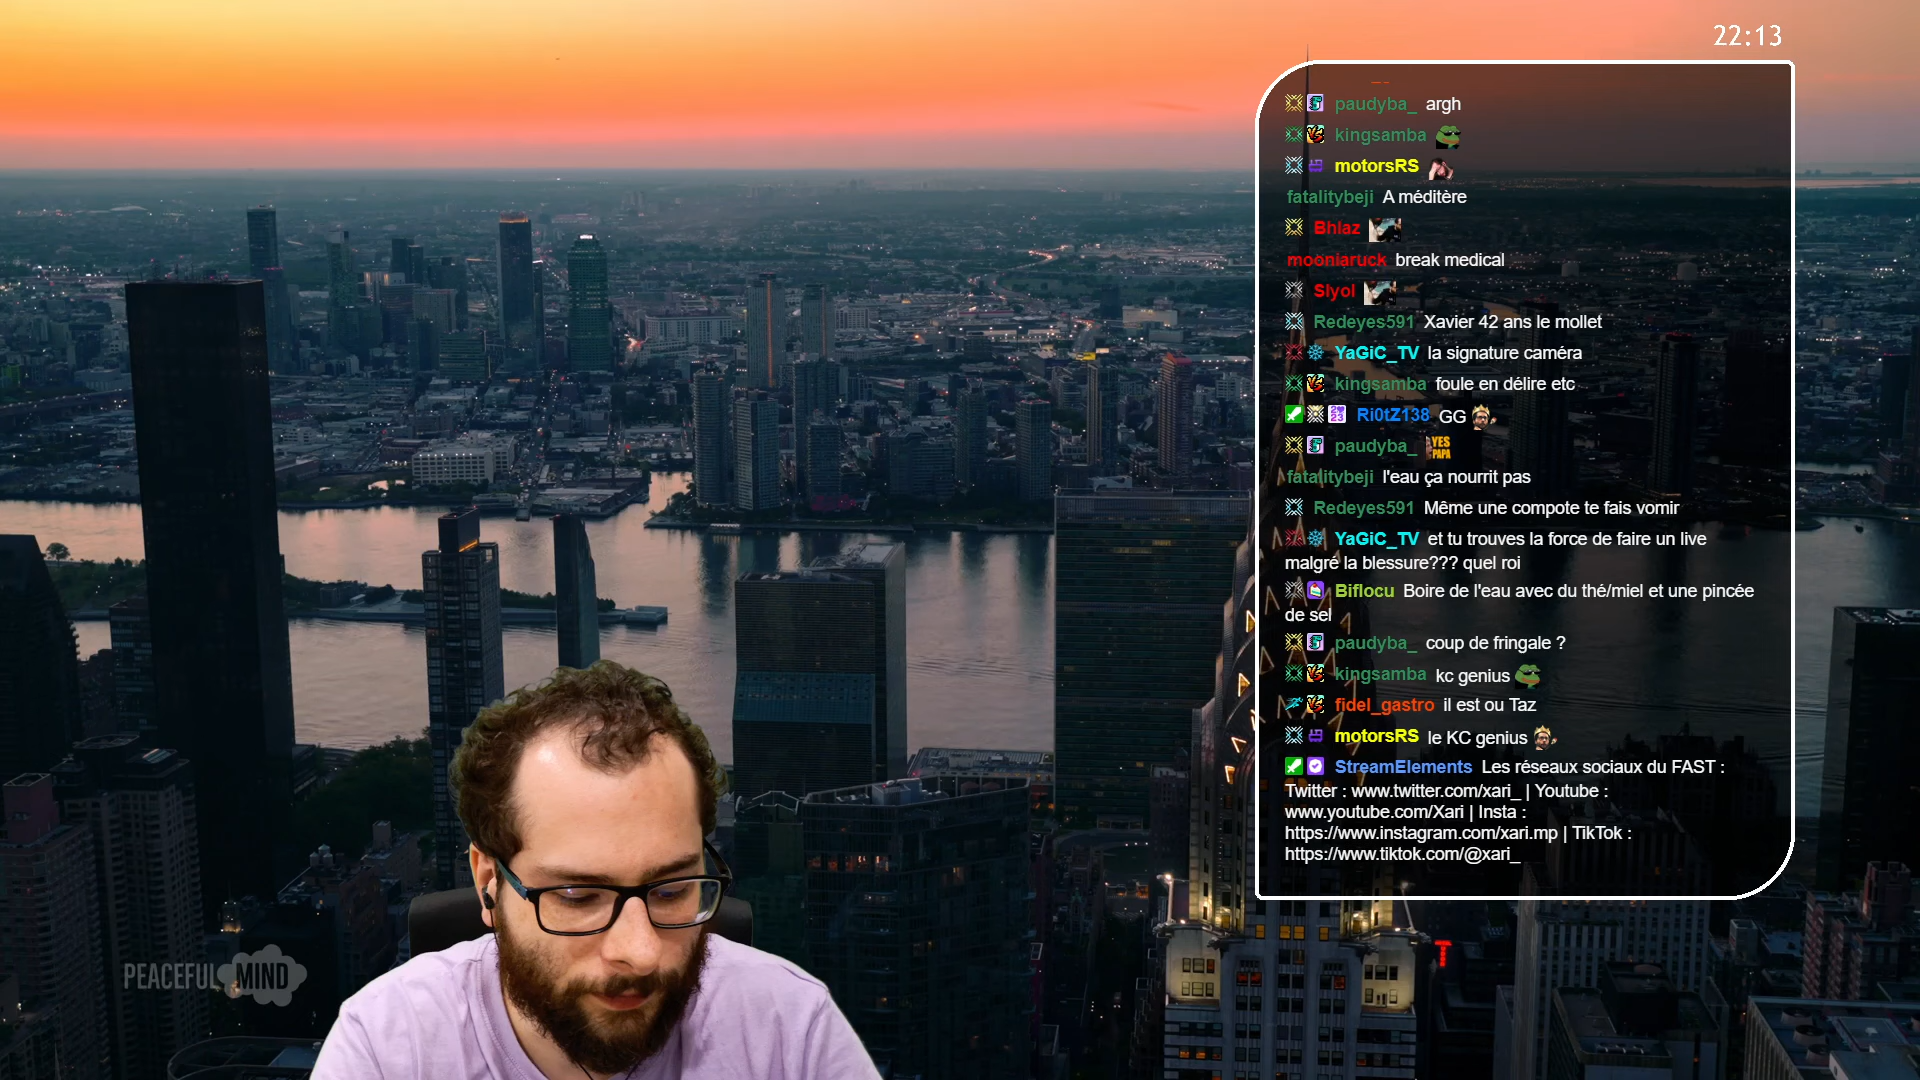 22:13
paudyba_ argh
kingsamba
motorsRS
fatalitybeji A méditère
Bhlaz
mooniaruck break medical
Slyol
Redeyes591 Xavier 42 ans le mollet
YaGiC_TV la signature caméra
kingsamba foule en délire etc
Ri0tZ138 GG
paudyba_ YES PAPA
fatalitybeji l'eau ça nourrit pas
Redeyes591 Même une compote te fais vomir
YaGiC_TV et tu trouves la force de faire un live
malgré la blessure??? quel roi
Biflocu Boire de l'eau avec du thé/miel et une pincée
de sel
paudyba_ coup de fringale ?
kingsamba kc genius
fidel_gastro il est ou Taz
motorsRS le KC genius
StreamElements Les réseaux sociaux du FAST :
Twitter : www.twitter.com/xari_ | Youtube :
www.youtube.com/Xari | Insta :
https://www.instagram.com/xari.mp | TikTok :
https://www.tiktok.com/@xari_
PEACEFUL MIND